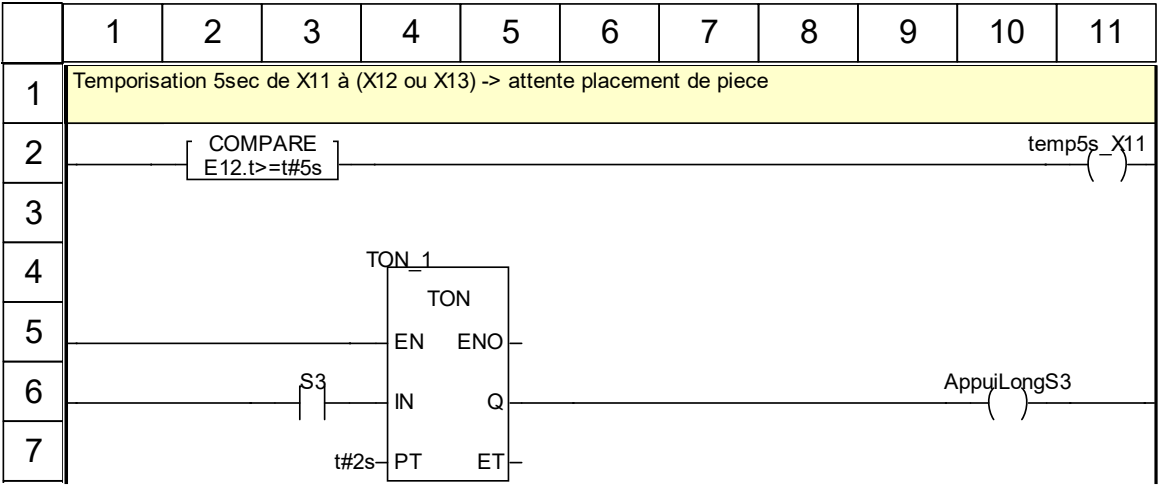 1 2 3 4 5 6 7 8 9 10 11
1 Temporisation 5sec de X11 à (X12 ou X13) -> attente placement de piece
2 COMPARE temp5s_X11
E12.t>=t#5s
3
TON_1
4 TON
5 EN ENO
S3 AppuiLongS3
6 IN Q
7 t#2s PT ET